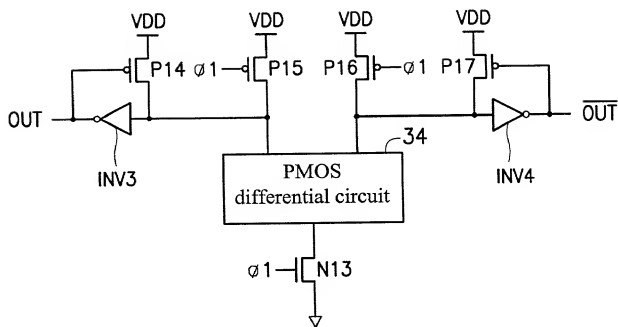 VDD VDD VDD VDD
P14 ø1 P15 P16 ø1 P17
OUT O̅U̅T̅
INV3 INV4
34
PMOS
differential circuit
ø1 N13